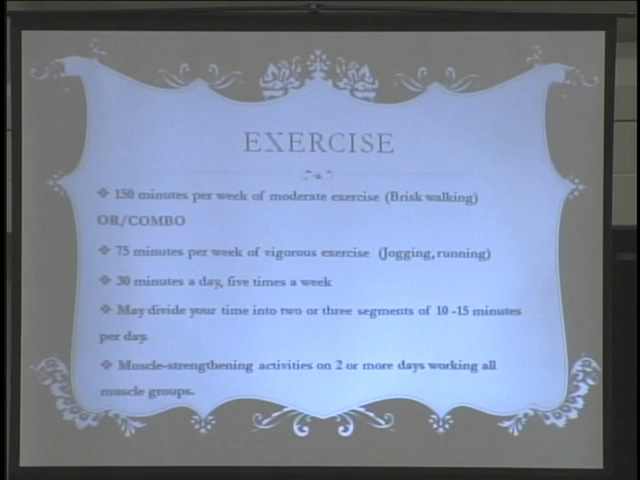 EXERCISE
❖ 150 minutes per week of moderate exercise (Brisk walking)
OR/COMBO
❖ 75 minutes per week of vigorous exercise (Jogging, running)
❖ 30 minutes a day, five times a week
❖ May divide your time into two or three segments of 10 -15 minutes
per day.
❖ Muscle-strengthening activities on 2 or more days working all
muscle groups.